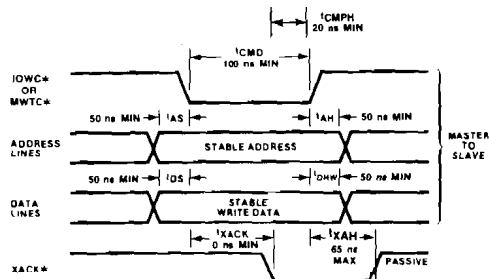 tCMPH
20 ns MIN
tCMD
100 ns MIN
IOWC*
OR
MWTC*
50 ns MIN tAS tAH 50 ns MIN
ADDRESS
LINES
STABLE ADDRESS
MASTER
TO
SLAVE
50 ns MIN tDS tDHW 50 ns MIN
DATA
LINES
STABLE
WRITE DATA
tXACK
0 ns MIN
tXAH
65 ns
MAX
PASSIVE
XACK*